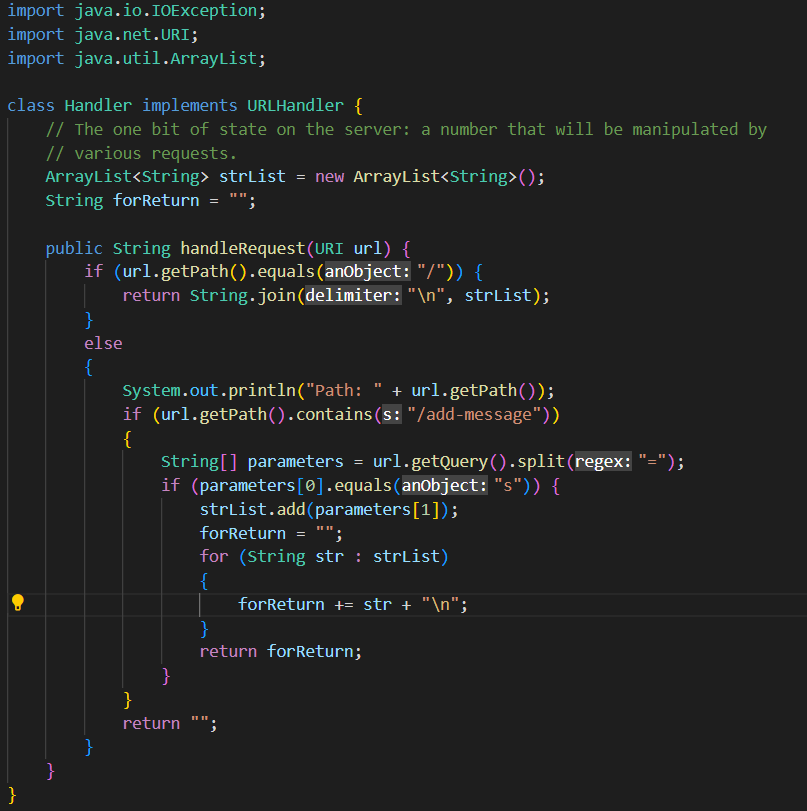 import java.io.IOException;
import java.net.URI;
import java.util.ArrayList;

class Handler implements URLHandler {
    // The one bit of state on the server: a number that will be manipulated by
    // various requests.
    ArrayList<String> strList = new ArrayList<String>();
    String forReturn = "";

    public String handleRequest(URI url) {
        if (url.getPath().equals(anObject: "/")) {
            return String.join(delimiter: "\n", strList);
        }
        else
        {
            System.out.println("Path: " + url.getPath());
            if (url.getPath().contains(s: "/add-message"))
            {
                String[] parameters = url.getQuery().split(regex: "=");
                if (parameters[0].equals(anObject: "s")) {
                    strList.add(parameters[1]);
                    forReturn = "";
                    for (String str : strList)
                    {
                        forReturn += str + "\n";
                    }
                    return forReturn;
                }
            }
            return "";
        }
    }
}